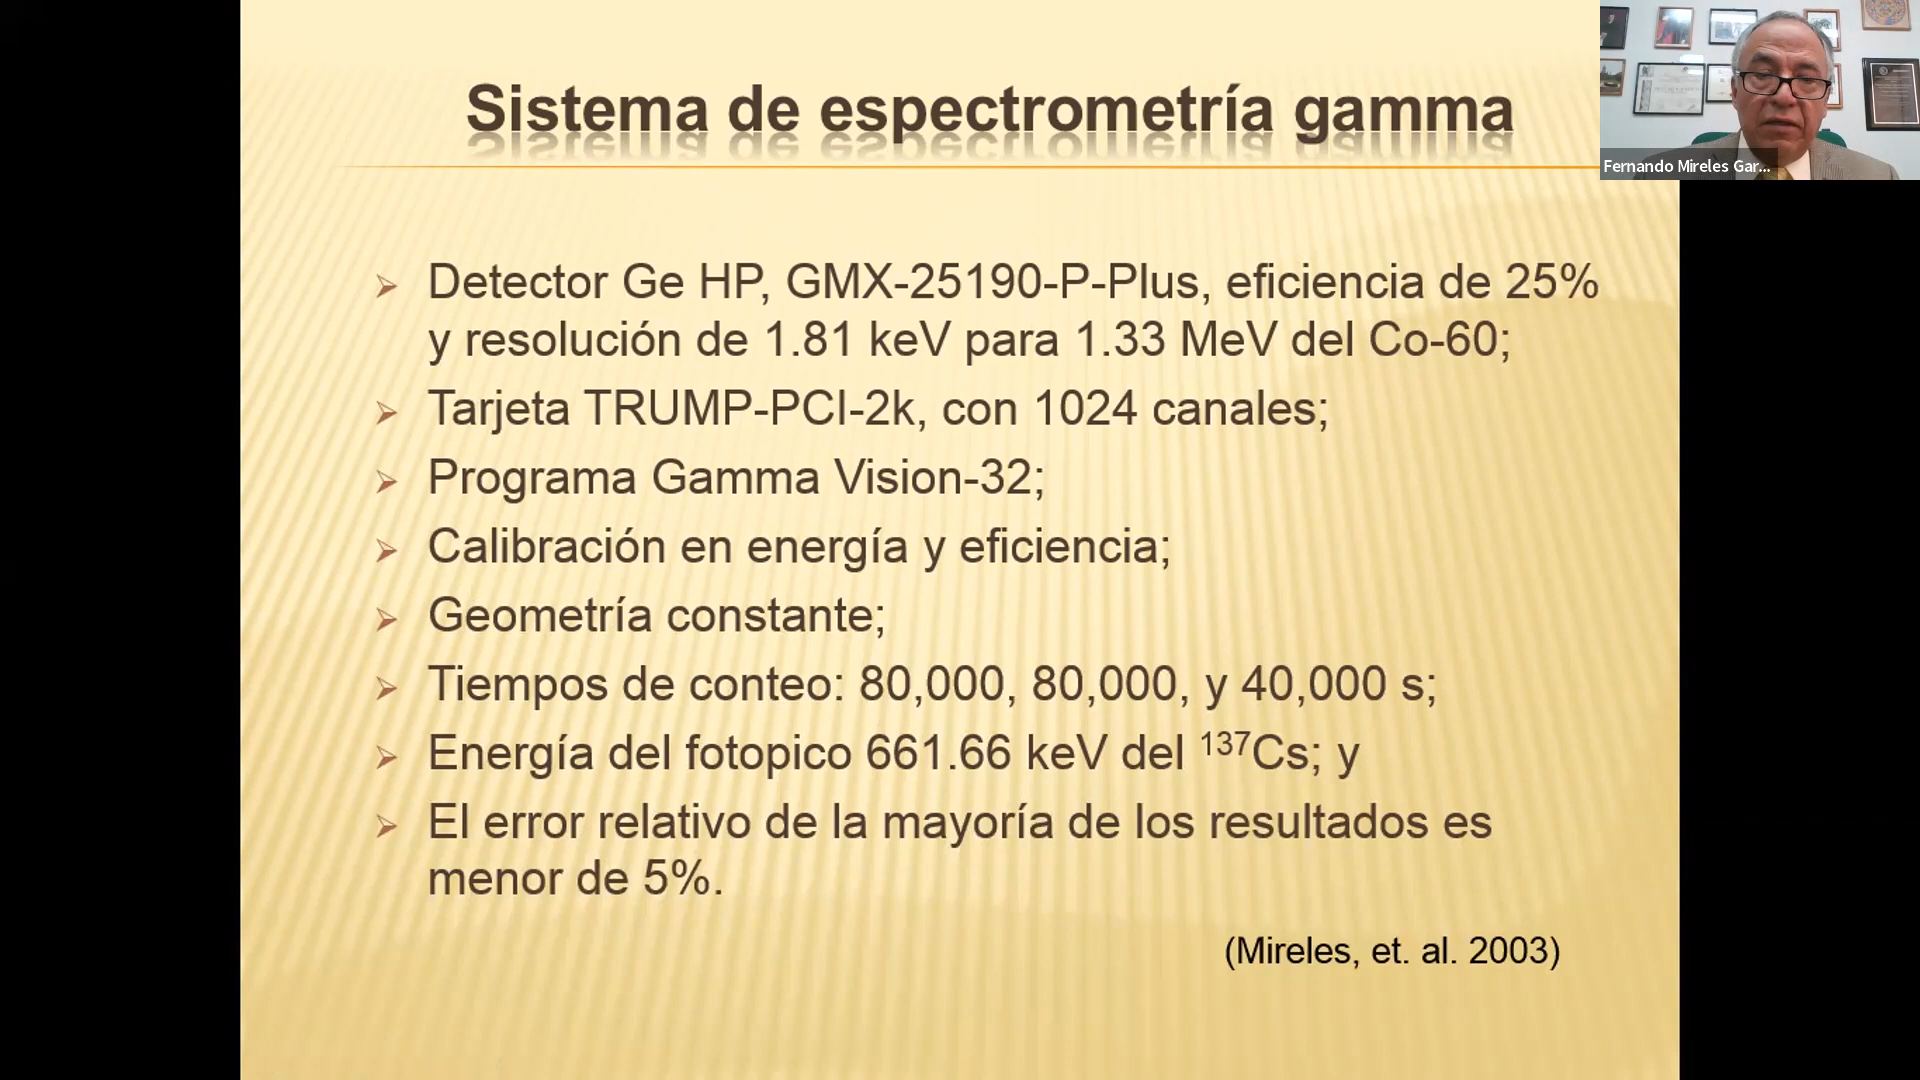 Sistema de espectrometría gamma
Fernando Mireles Gar...
Detector Ge HP, GMX-25190-P-Plus, eficiencia de 25%
y resolución de 1.81 keV para 1.33 MeV del Co-60;
Tarjeta TRUMP-PCI-2k, con 1024 canales;
Programa Gamma Vision-32;
Calibración en energía y eficiencia;
Geometría constante;
Tiempos de conteo: 80,000, 80,000, y 40,000 s;
Energía del fotopico 661.66 keV del ¹³⁷Cs; y
El error relativo de la mayoría de los resultados es
menor de 5%.
(Mireles, et. al. 2003)